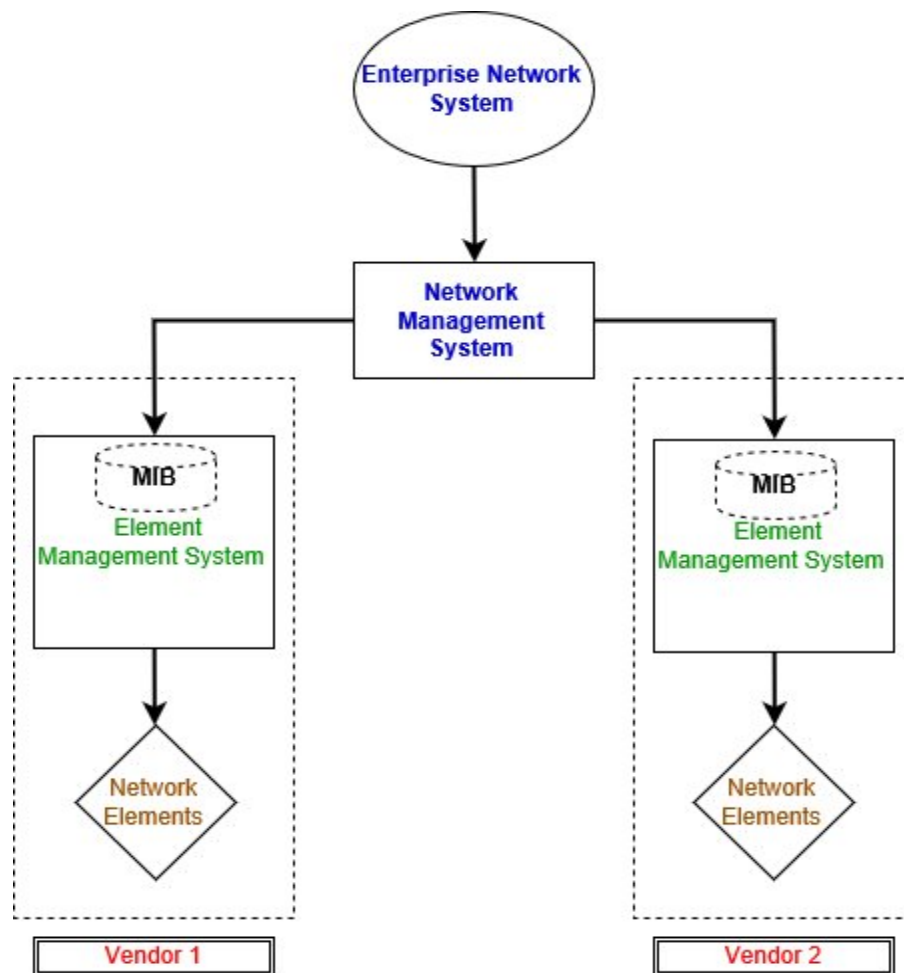 Enterprise Network
System
Network
Management
System
MIB
Element
Management System
MIB
Element
Management System
Network
Elements
Network
Elements
Vendor 1
Vendor 2